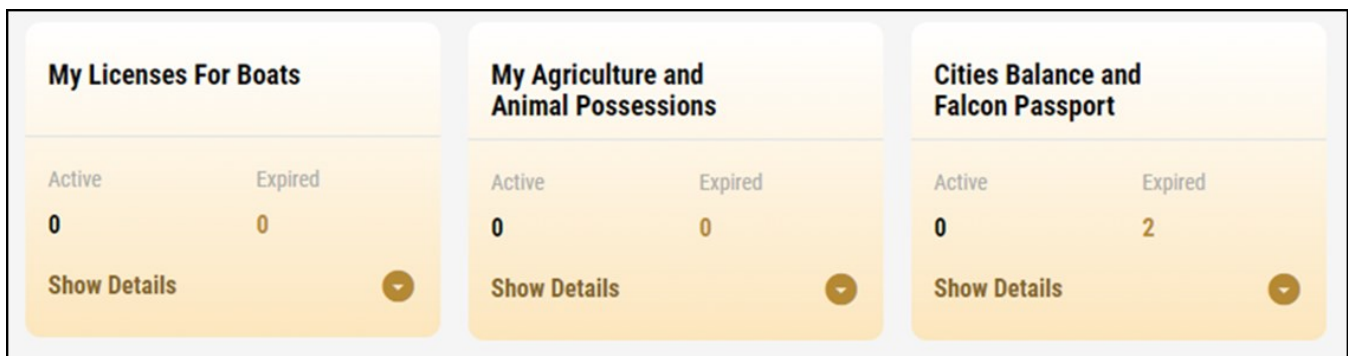 My Licenses For Boats
Active Expired
0 0
Show Details
My Agriculture and
Animal Possessions
Active Expired
0 0
Show Details
Cities Balance and
Falcon Passport
Active Expired
0 2
Show Details